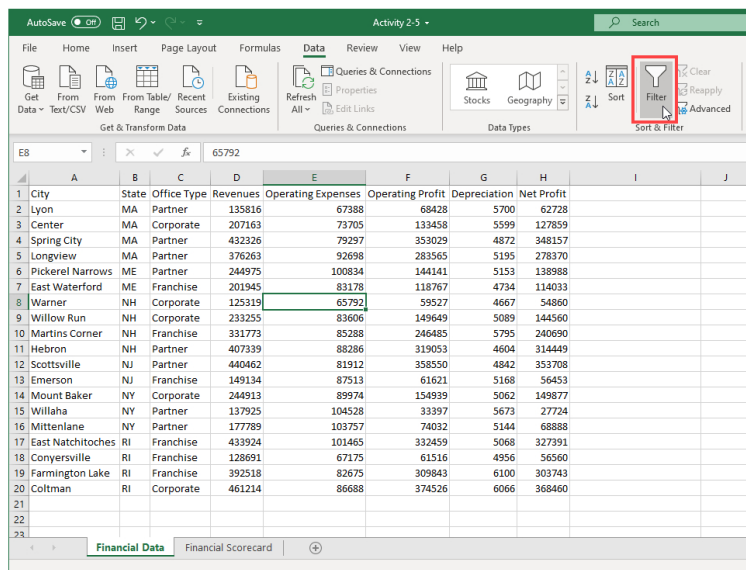 AutoSave Off Activity 2-5 Search
File Home Insert Page Layout Formulas Data Review View Help
Get Data From Text/CSV From Web From Table/ Range Recent Sources Existing Connections
Get & Transform Data
Refresh All Queries & Connections Properties Edit Links
Queries & Connections
Stocks Geography
Data Types
Sort Filter Clear Reapply Advanced
Sort & Filter
E8 fx 65792
A B C D E F G H I J
1 City State Office Type Revenues Operating Expenses Operating Profit Depreciation Net Profit
2 Lyon MA Partner 135816 67388 68428 5700 62728
3 Center MA Corporate 207163 73705 133458 5599 127859
4 Spring City MA Partner 432326 79297 353029 4872 348157
5 Longview MA Partner 376263 92698 283565 5195 278370
6 Pickerel Narrows ME Partner 244975 100834 144141 5153 138988
7 East Waterford ME Franchise 201945 83178 118767 4734 114033
8 Warner NH Corporate 125319 65792 59527 4667 54860
9 Willow Run NH Corporate 233255 83606 149649 5089 144560
10 Martins Corner NH Franchise 331773 85288 246485 5795 240690
11 Hebron NH Partner 407339 88286 319053 4604 314449
12 Scottsville NJ Partner 440462 81912 358550 4842 353708
13 Emerson NJ Franchise 149134 87513 61621 5168 56453
14 Mount Baker NY Corporate 244913 89974 154939 5062 149877
15 Willaha NY Partner 137925 104528 33397 5673 27724
16 Mittenlane NY Partner 177789 103757 74032 5144 68888
17 East Natchitoches RI Franchise 433924 101465 332459 5068 327391
18 Conyersville RI Franchise 128691 67175 61516 4956 56560
19 Farmington Lake RI Franchise 392518 82675 309843 6100 303743
20 Coltman RI Corporate 461214 86688 374526 6066 368460
21
22
23
Financial Data Financial Scorecard